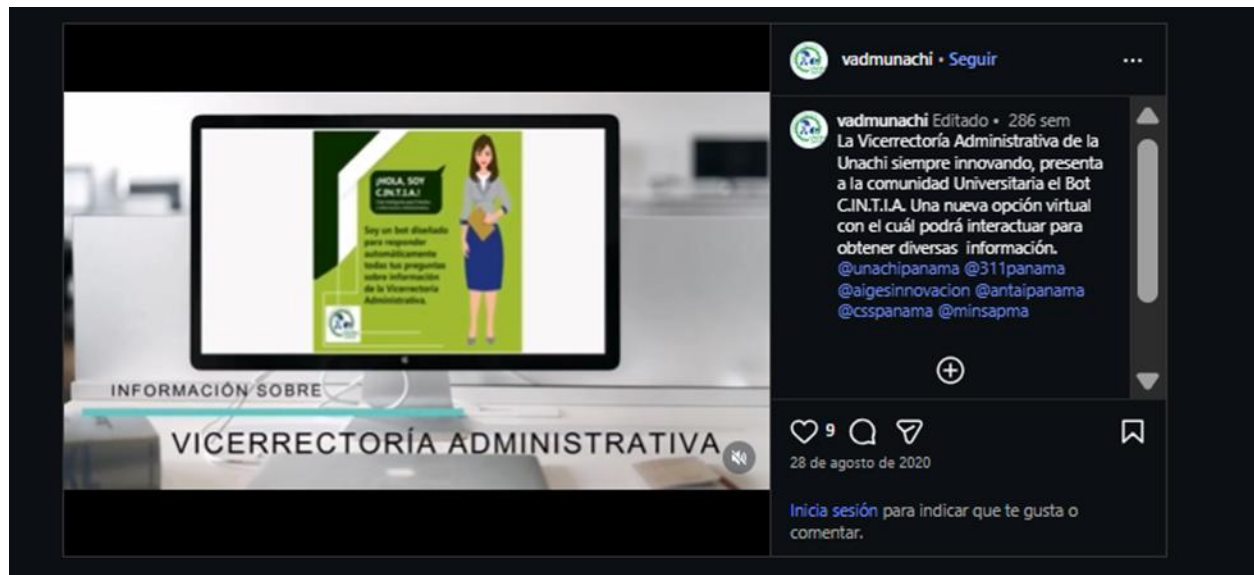 vadmunachi • Seguir
¡HOLA, SOY
C.IN.T.I.A.!
Soy un bot diseñado
para responder
automáticamente
todas tus preguntas
sobre información
de la Vicerrectoría
Administrativa.
INFORMACIÓN SOBRE
VICERRECTORÍA ADMINISTRATIVA
vadmunachi Editado • 286 sem
La Vicerrectoría Administrativa de la
Unachi siempre innovando, presenta
a la comunidad Universitaria el Bot
C.IN.T.I.A. Una nueva opción virtual
con el cuál podrá interactuar para
obtener diversas información.
@unachipanama @311panama
@aigesinnovacion @antaipanama
@csspanama @minsapma
9
28 de agosto de 2020
Inicia sesión para indicar que te gusta o
comentar.